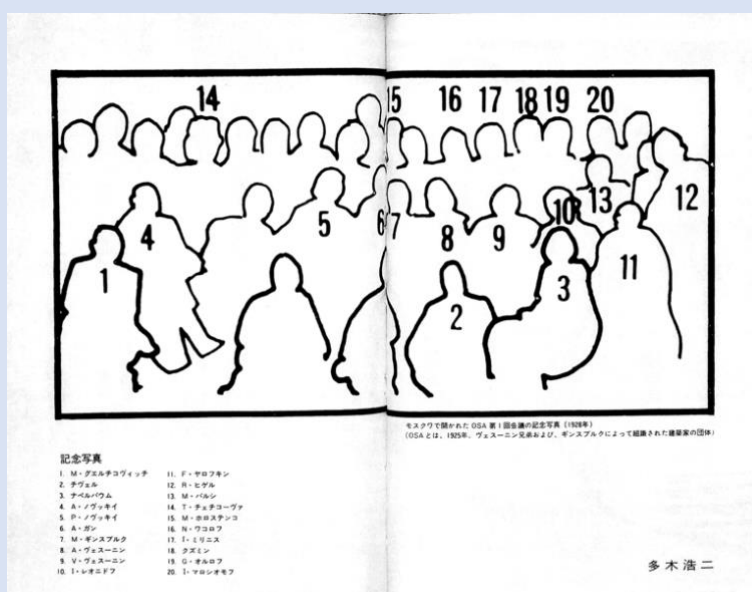 14 15 16 17 18 19 20
4 5 6 7 8 9 10 13 12
1 2 3 11
モスクワで開かれたOSA第1回会議の記念写真(1928年)
(OSAとは、1925年、ヴェスーニン兄弟および、ギンスブルクによって組織された建築家の団体)
記念写真
1. M・グエルチコヴィッチ
2. チヴェル
3. ナペルバウム
4. A・ノヴッキイ
5. P・ノヴッキイ
6. A・ガン
7. M・ギンスブルク
8. A・ヴェスーニン
9. V・ヴェスーニン
10. I・レオニドフ
11. F・ヤロフキン
12. R・ヒゲル
13. M・バルシ
14. T・チェチコーヴァ
15. M・ホロステンコ
16. N・ワコロフ
17. I・ミリニス
18. クズミン
19. G・オルロフ
20. I・マロシオモフ
多木浩二